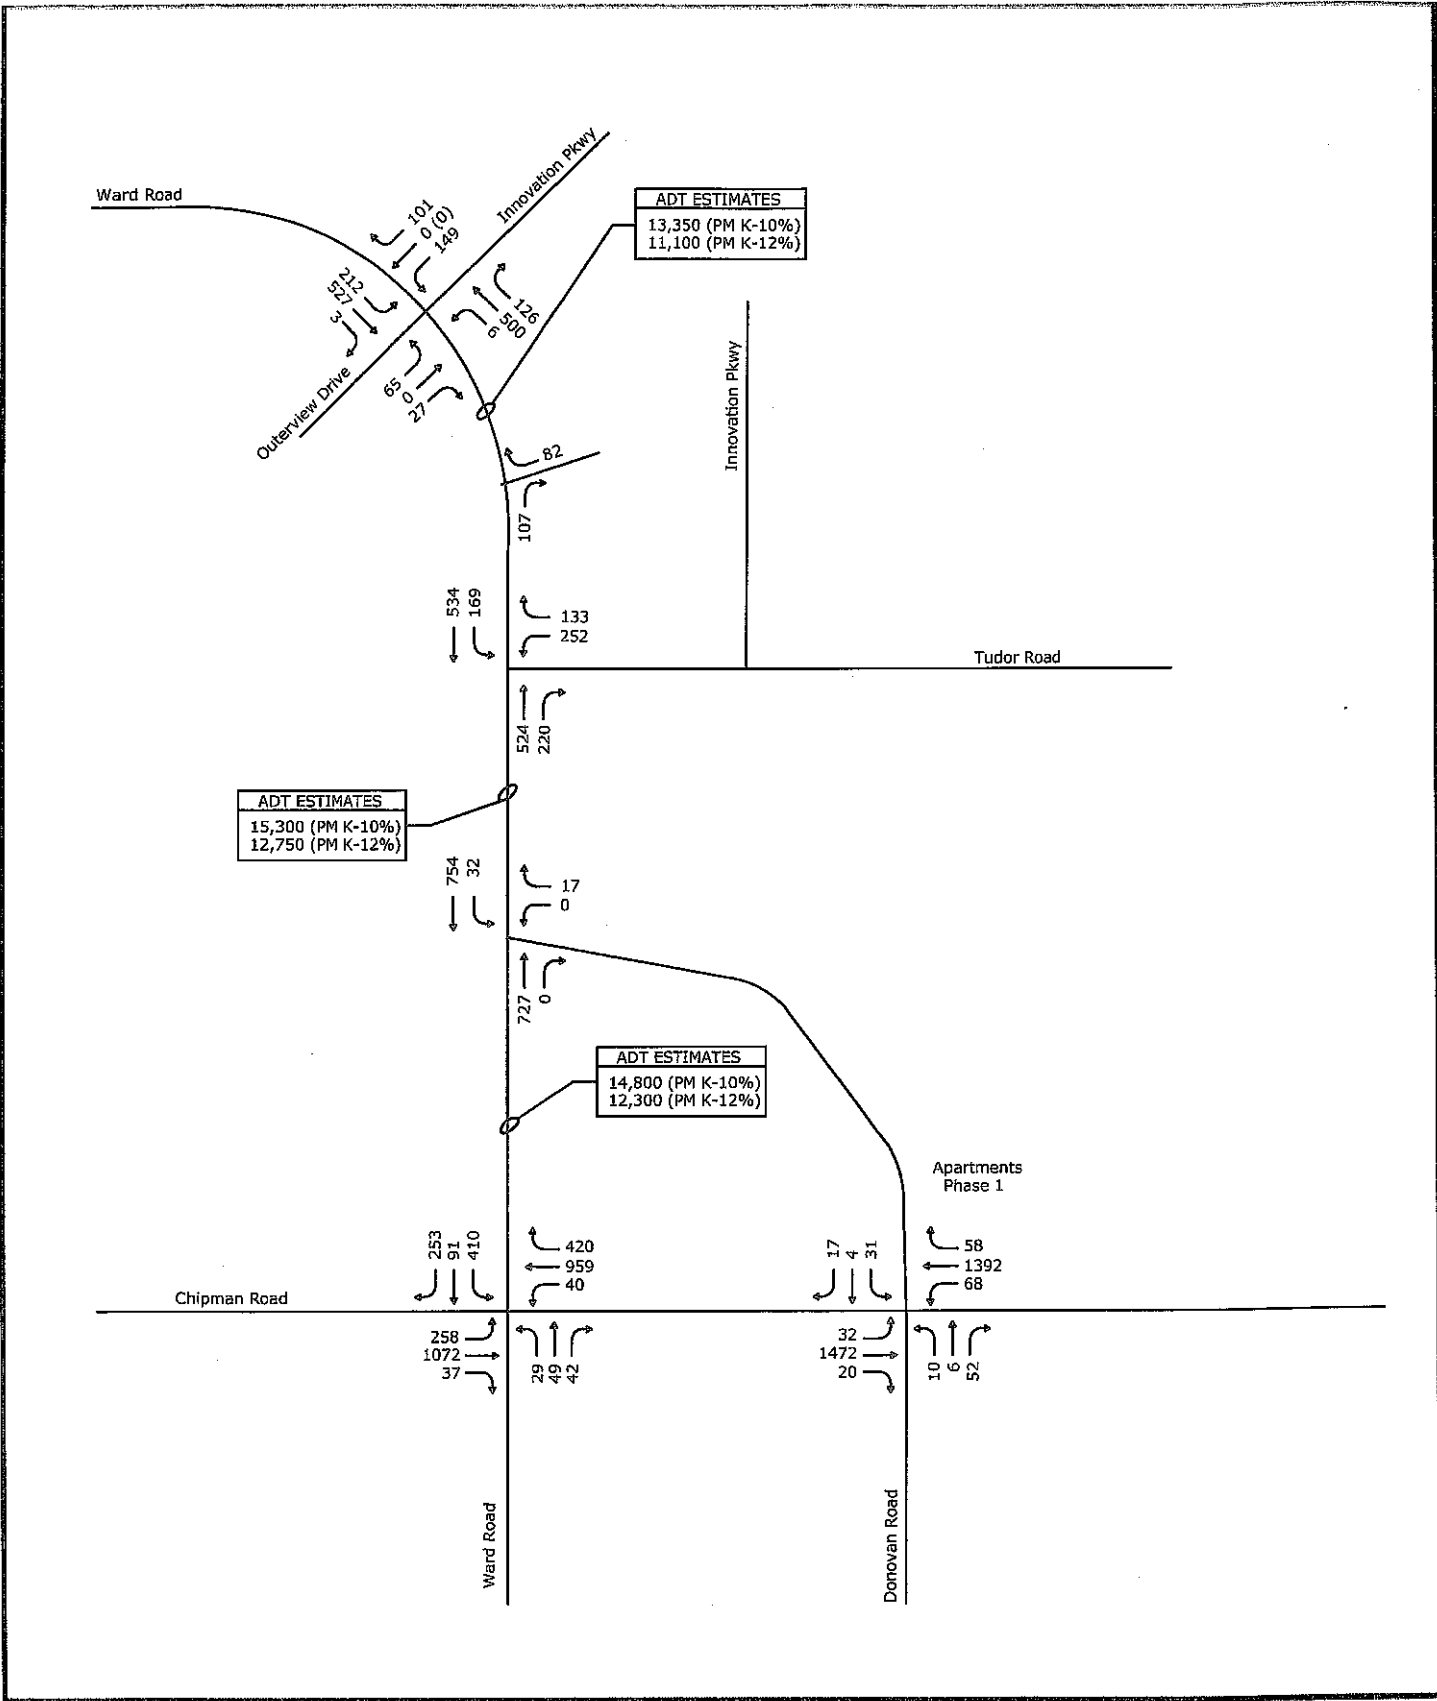 Ward Road
Innovation Pkwy
101
0 (0)
149
212
527
3
126
500
6
65
0
27
Outerview Drive
ADT ESTIMATES
13,350 (PM K-10%)
11,100 (PM K-12%)
Innovation Pkwy
82
107
534
169
133
252
Tudor Road
524
220
ADT ESTIMATES
15,300 (PM K-10%)
12,750 (PM K-12%)
754
32
17
0
727
0
ADT ESTIMATES
14,800 (PM K-10%)
12,300 (PM K-12%)
Apartments
Phase 1
253
91
410
420
959
40
17
4
31
58
1392
68
Chipman Road
258
1072
37
29
49
42
32
1472
20
10
6
52
Ward Road
Donovan Road